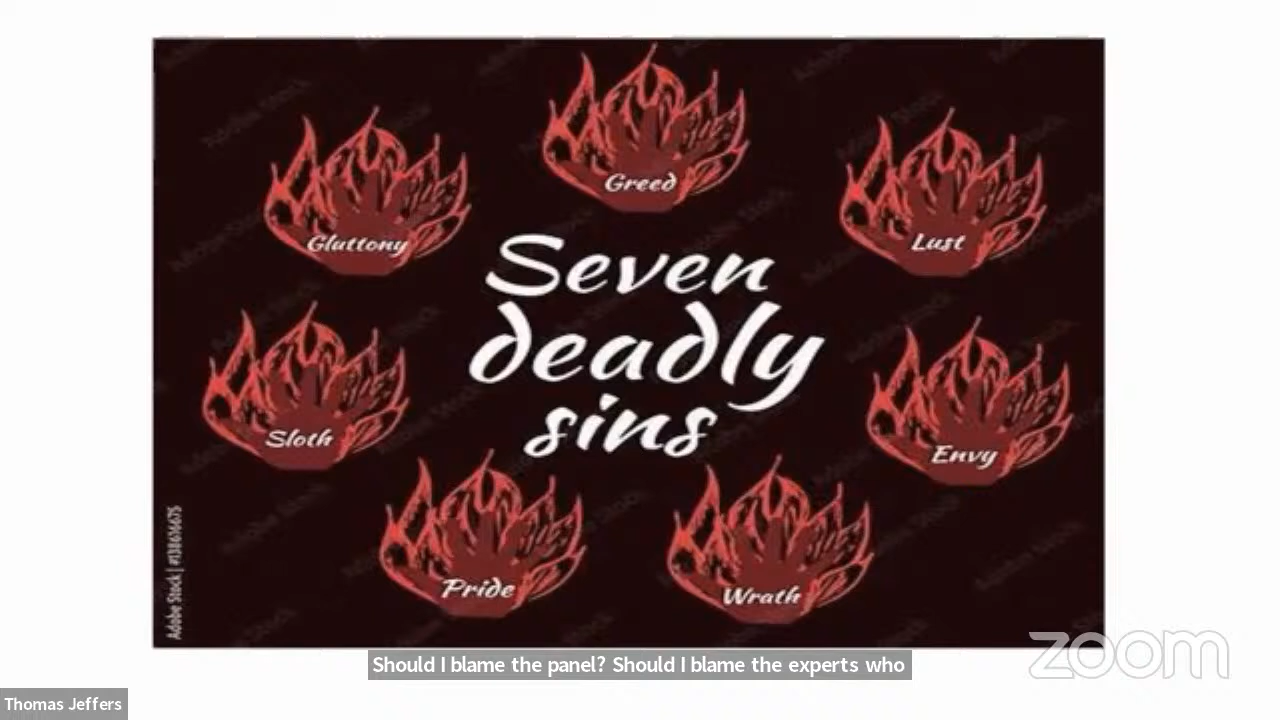 Greed
Gluttony
Lust
Seven
deadly
sins
Sloth
Envy
Pride
Wrath
Adobe Stock | #138616675
zoom
Should I blame the panel? Should I blame the experts who
Thomas Jeffers